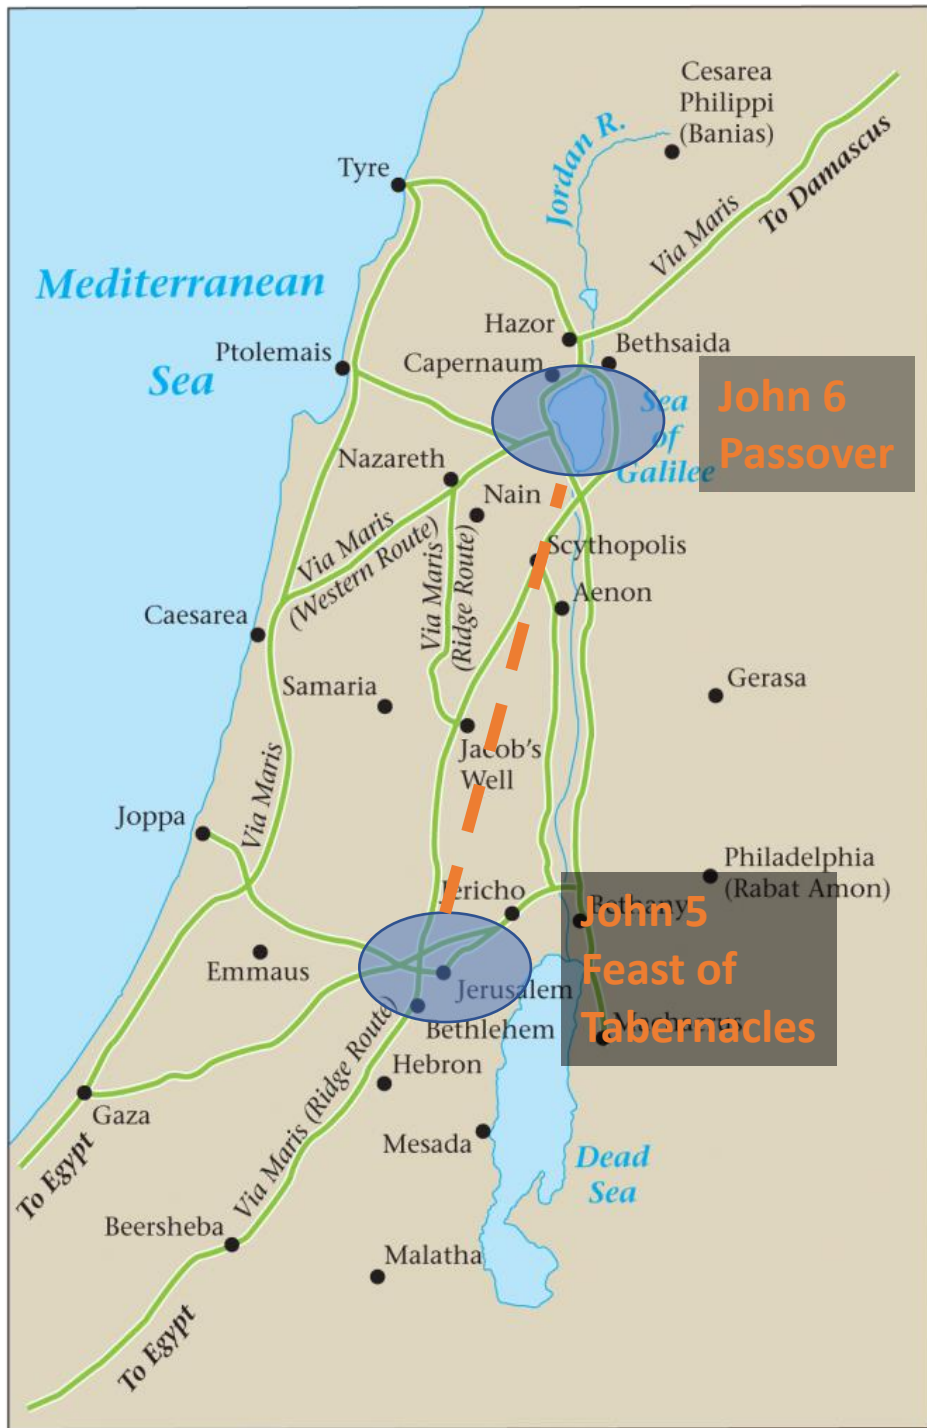 Cesarea
Philippi
(Banias)
Jordan R.
To Damascus
Via Maris
Tyre
Mediterranean
Sea
Hazor
Ptolemais
Capernaum
Bethsaida
Sea
of
Galilee
John 6
Passover
Nazareth
Nain
Via Maris
(Western Route)
Via Maris
(Ridge Route)
Scythopolis
Aenon
Caesarea
Samaria
Gerasa
Jacob's
Well
Via Maris
Joppa
Philadelphia
(Rabat Amon)
Jericho
Bethany
John 5
Feast of
Tabernacles
Emmaus
Jerusalem
Bethlehem
Machaerus
Hebron
Via Maris (Ridge Route)
Gaza
Mesada
Dead
Sea
To Egypt
Beersheba
Malatha
To Egypt